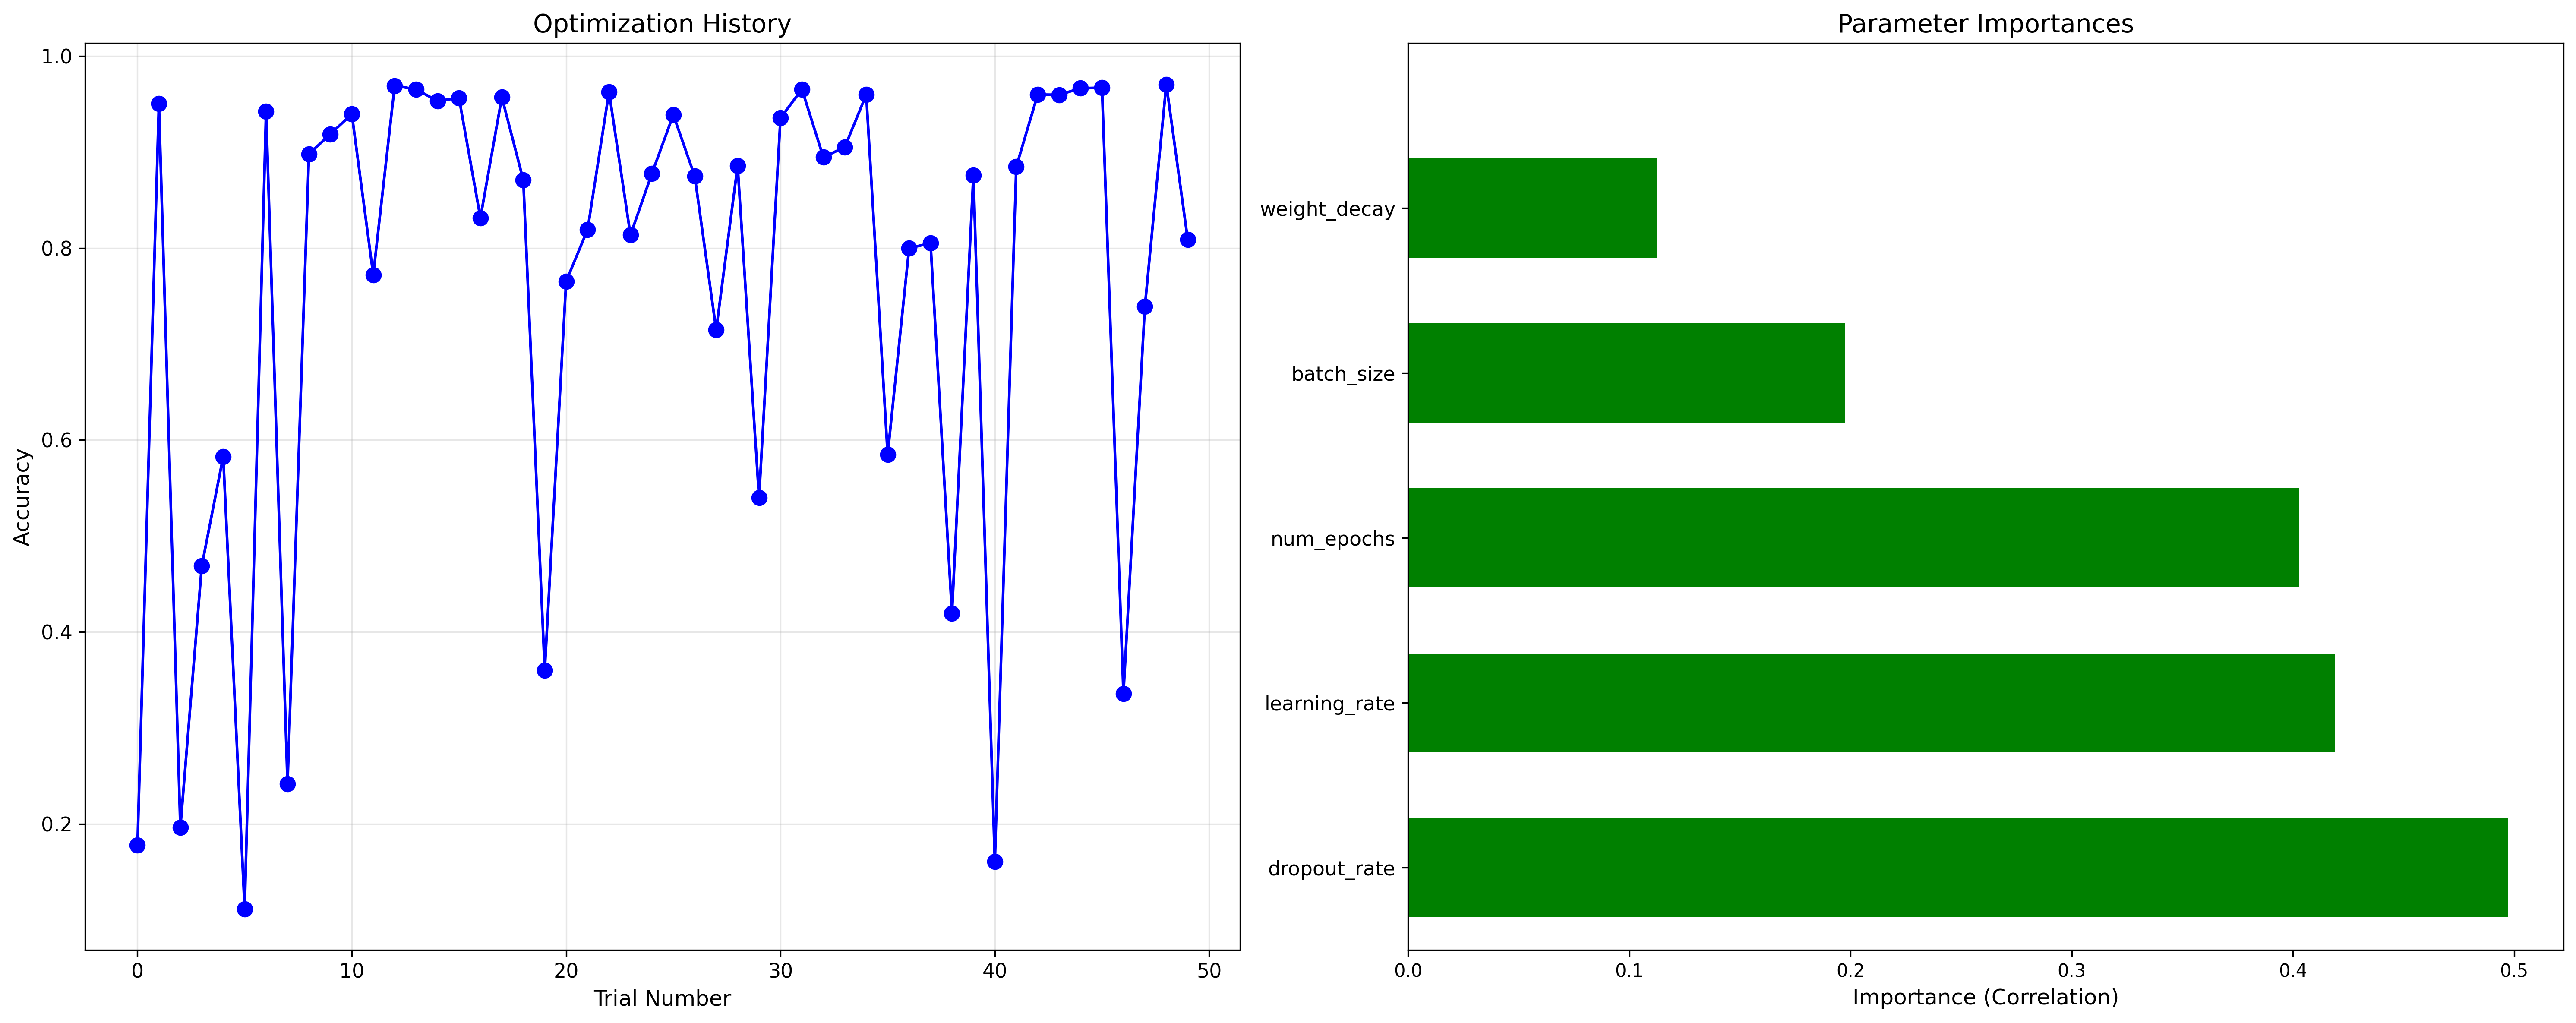 Optimization History
1.0
0.8
0.6
0.4
0.2
Accuracy
0 10 20 30 40 50
Trial Number
Parameter Importances
weight_decay
batch_size
num_epochs
learning_rate
dropout_rate
0.0 0.1 0.2 0.3 0.4 0.5
Importance (Correlation)